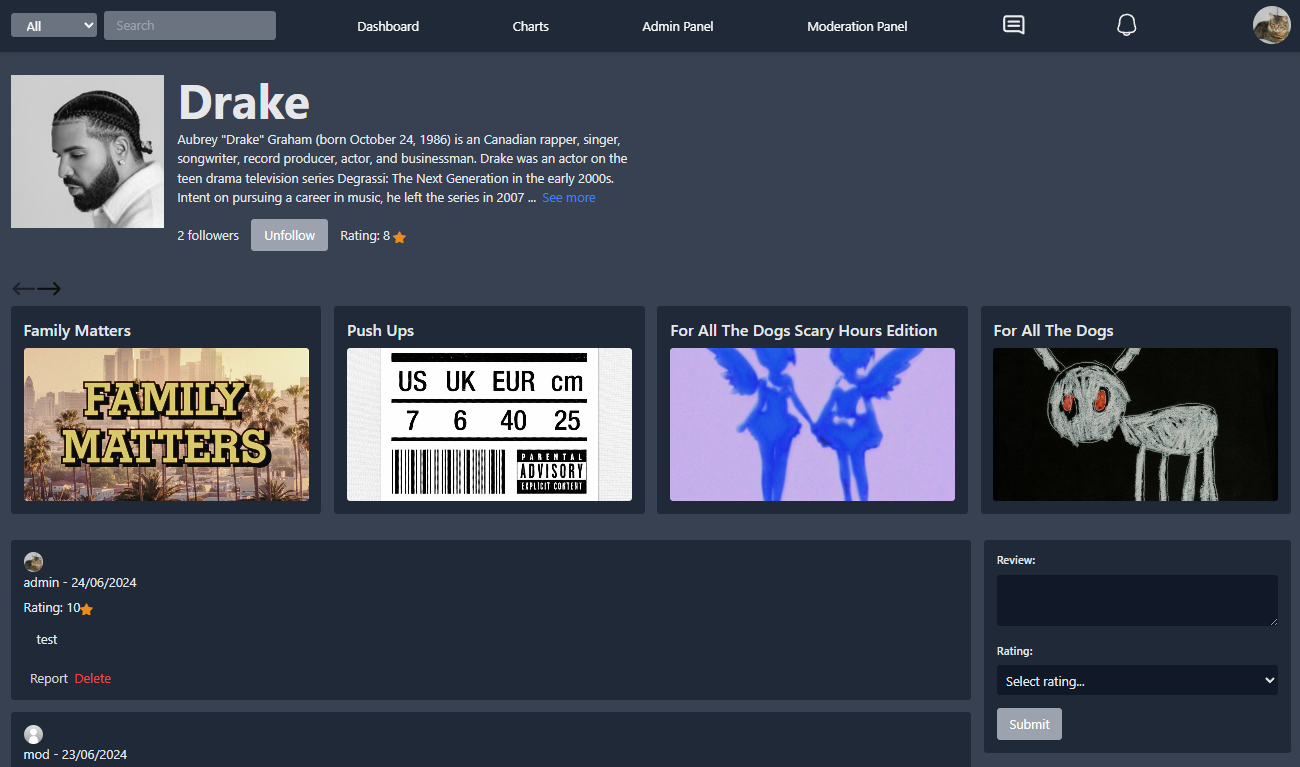 All Search Dashboard Charts Admin Panel Moderation Panel
Drake
Aubrey "Drake" Graham (born October 24, 1986) is an Canadian rapper, singer,
songwriter, record producer, actor, and businessman. Drake was an actor on the
teen drama television series Degrassi: The Next Generation in the early 2000s.
Intent on pursuing a career in music, he left the series in 2007 ... See more
2 followers Unfollow Rating: 8
Family Matters
FAMILY
MATTERS
Push Ups
US UK EUR cm
7 6 40 25
PARENTAL
ADVISORY
EXPLICIT CONTENT
For All The Dogs Scary Hours Edition
For All The Dogs
admin - 24/06/2024
Rating: 10
test
Report Delete
mod - 23/06/2024
Review:
Rating:
Select rating...
Submit